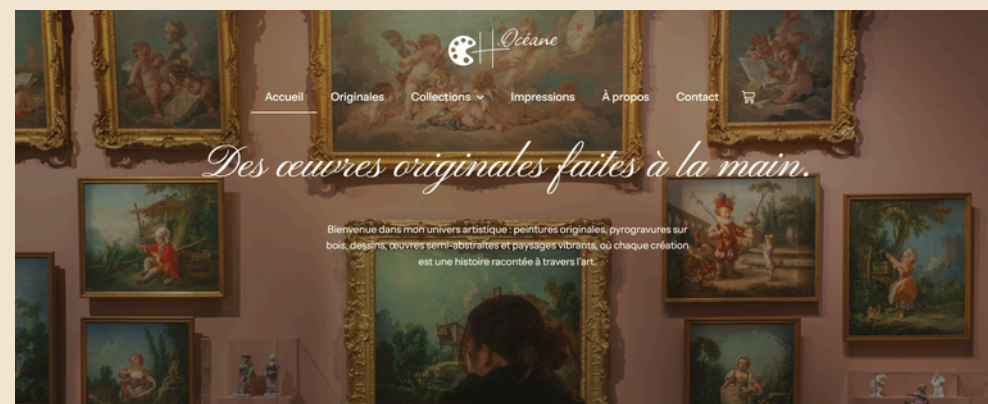 H.Océane
Accueil Originales Collections Impressions À propos Contact
Des œuvres originales faites à la main.
Bienvenue dans mon univers artistique : peintures originales, pyrogravures sur
bois, dessins, œuvres semi-abstraites et paysages vibrants, où chaque création
est une histoire racontée à travers l'art.